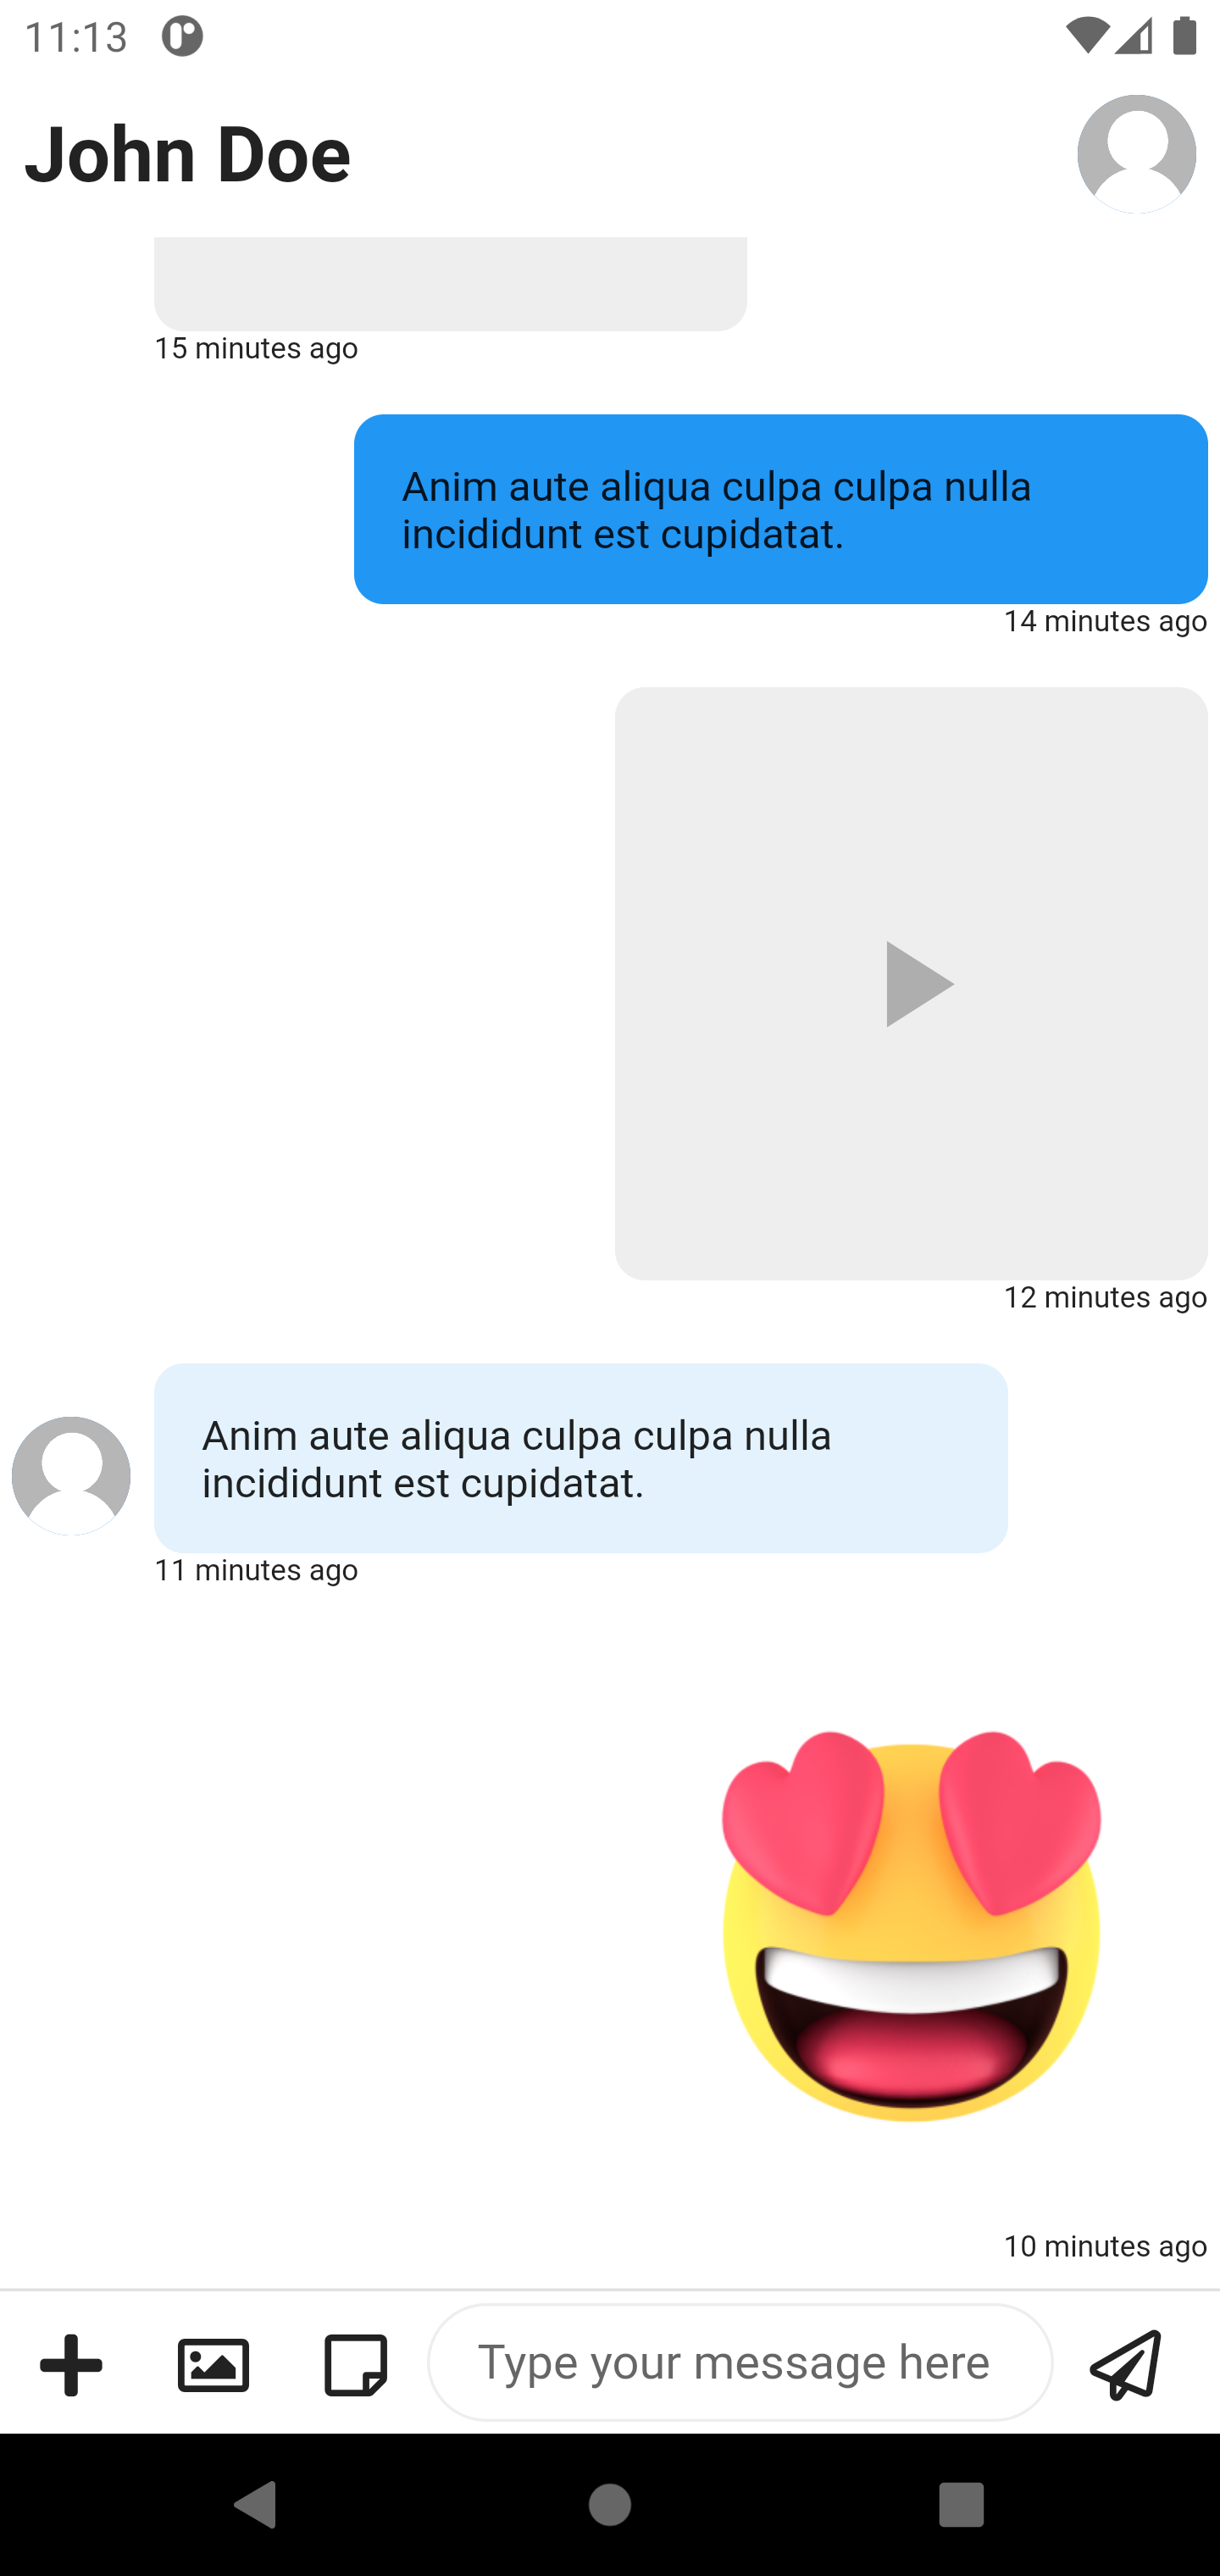 11:13
John Doe
15 minutes ago
Anim aute aliqua culpa culpa nulla
incididunt est cupidatat.
14 minutes ago
12 minutes ago
Anim aute aliqua culpa culpa nulla
incididunt est cupidatat.
11 minutes ago
10 minutes ago
Type your message here